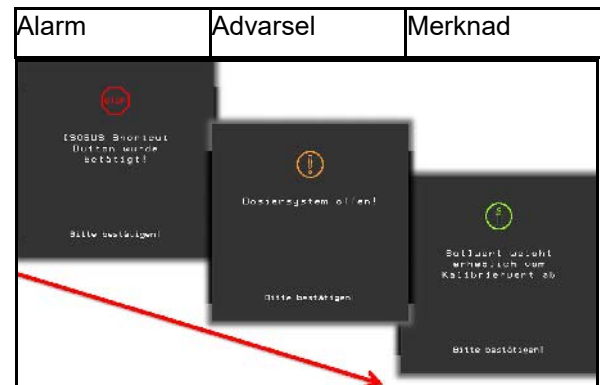 Alarm
Advarsel
Merknad
STOP
ISOBUS Shortcut
Button wurde
betätigt!
Bitte bestätigen!
Dosiersystem offen!
Bitte bestätigen
Sollwert weicht
erheblich vom
Kalibrierwert ab
Bitte bestätigen!